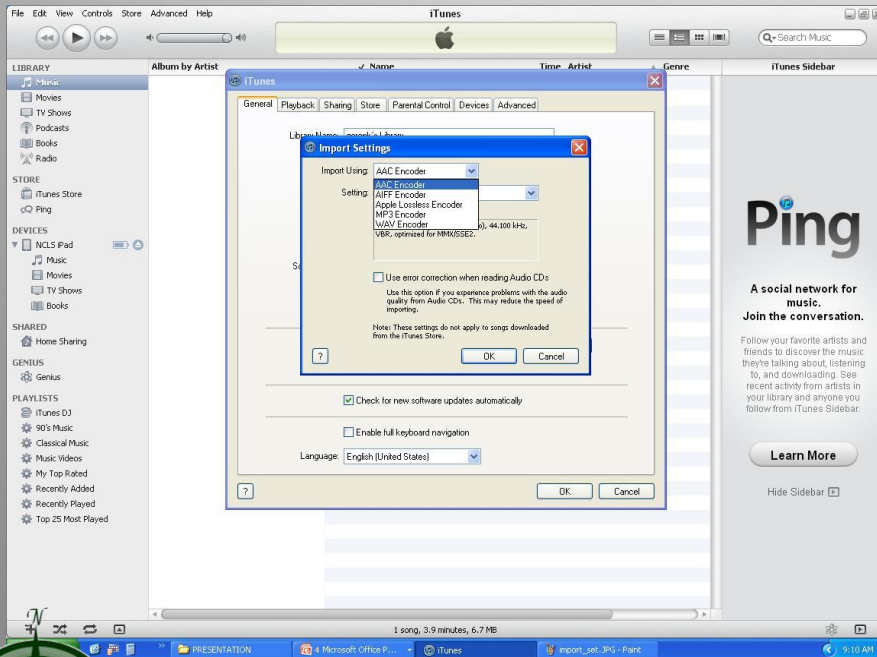 File Edit View Controls Store Advanced Help
iTunes
Search Music
LIBRARY
Album by Artist
Name
Time Artist
Genre
iTunes Sidebar
Music
Movies
TV Shows
Podcasts
Books
Radio
STORE
iTunes Store
Ping
DEVICES
NCLS iPad
Music
Movies
TV Shows
Books
SHARED
Home Sharing
GENIUS
Genius
PLAYLISTS
iTunes DJ
90's Music
Classical Music
Music Videos
My Top Rated
Recently Added
Recently Played
Top 25 Most Played
iTunes
General Playback Sharing Store Parental Control Devices Advanced
Library Name:
Import Settings
Import Using: AAC Encoder
Setting:
AAC Encoder
AIFF Encoder
Apple Lossless Encoder
MP3 Encoder
WAV Encoder
44.100 kHz,
VBR, optimized for MMX/SSE2.
Use error correction when reading Audio CDs
Use this option if you experience problems with the audio
quality from Audio CDs. This may reduce the speed of
importing.
Note: These settings do not apply to songs downloaded
from the iTunes Store.
? OK Cancel
Check for new software updates automatically
Enable full keyboard navigation
Language: English (United States)
? OK Cancel
Ping
A social network for
music.
Join the conversation.
Follow your favorite artists and
friends to discover the music
they're talking about, listening
to, and downloading. See
recent activity from artists in
your library and anyone you
follow from iTunes Sidebar.
Learn More
Hide Sidebar
1 song, 3.9 minutes, 6.7 MB
N
PRESENTATION
4 Microsoft Office P...
iTunes
import_set.JPG - Paint
9:10 AM